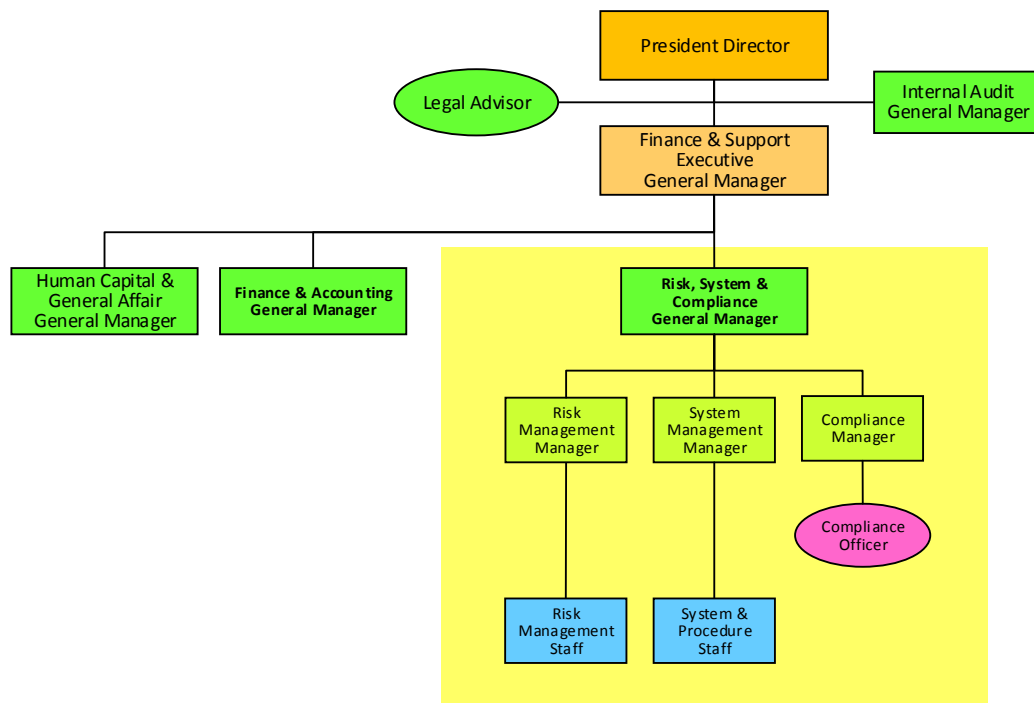 President Director
Legal Advisor
Internal Audit
General Manager
Finance & Support
Executive
General Manager
Human Capital &
General Affair
General Manager
Finance & Accounting
General Manager
Risk, System &
Compliance
General Manager
Risk
Management
Manager
System
Management
Manager
Compliance
Manager
Compliance
Officer
Risk
Management
Staff
System &
Procedure
Staff